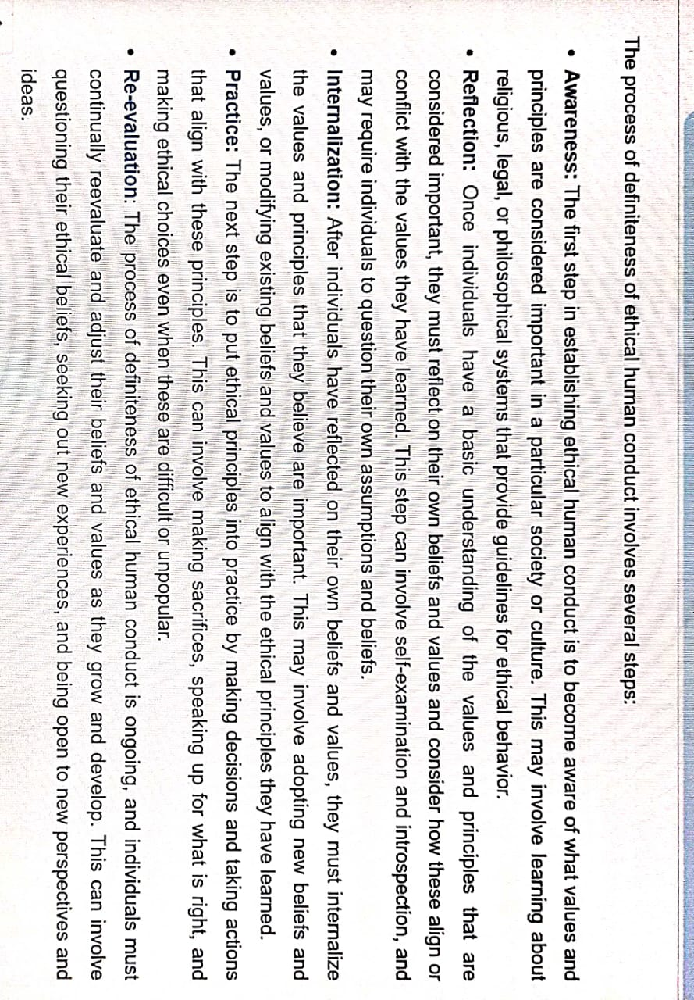 The process of definiteness of ethical human conduct involves several steps:
• Awareness: The first step in establishing ethical human conduct is to become aware of what values and
principles are considered important in a particular society or culture. This may involve learning about
religious, legal, or philosophical systems that provide guidelines for ethical behavior.
• Reflection: Once individuals have a basic understanding of the values and principles that are
considered important, they must reflect on their own beliefs and values and consider how these align or
conflict with the values they have learned. This step can involve self-examination and introspection, and
may require individuals to question their own assumptions and beliefs.
• Internalization: After individuals have reflected on their own beliefs and values, they must internalize
the values and principles that they believe are important. This may involve adopting new beliefs and
values, or modifying existing beliefs and values to align with the ethical principles they have learned.
• Practice: The next step is to put ethical principles into practice by making decisions and taking actions
that align with these principles. This can involve making sacrifices, speaking up for what is right, and
making ethical choices even when these are difficult or unpopular.
• Re-evaluation: The process of definiteness of ethical human conduct is ongoing, and individuals must
continually reevaluate and adjust their beliefs and values as they grow and develop. This can involve
questioning their ethical beliefs, seeking out new experiences, and being open to new perspectives and
ideas.